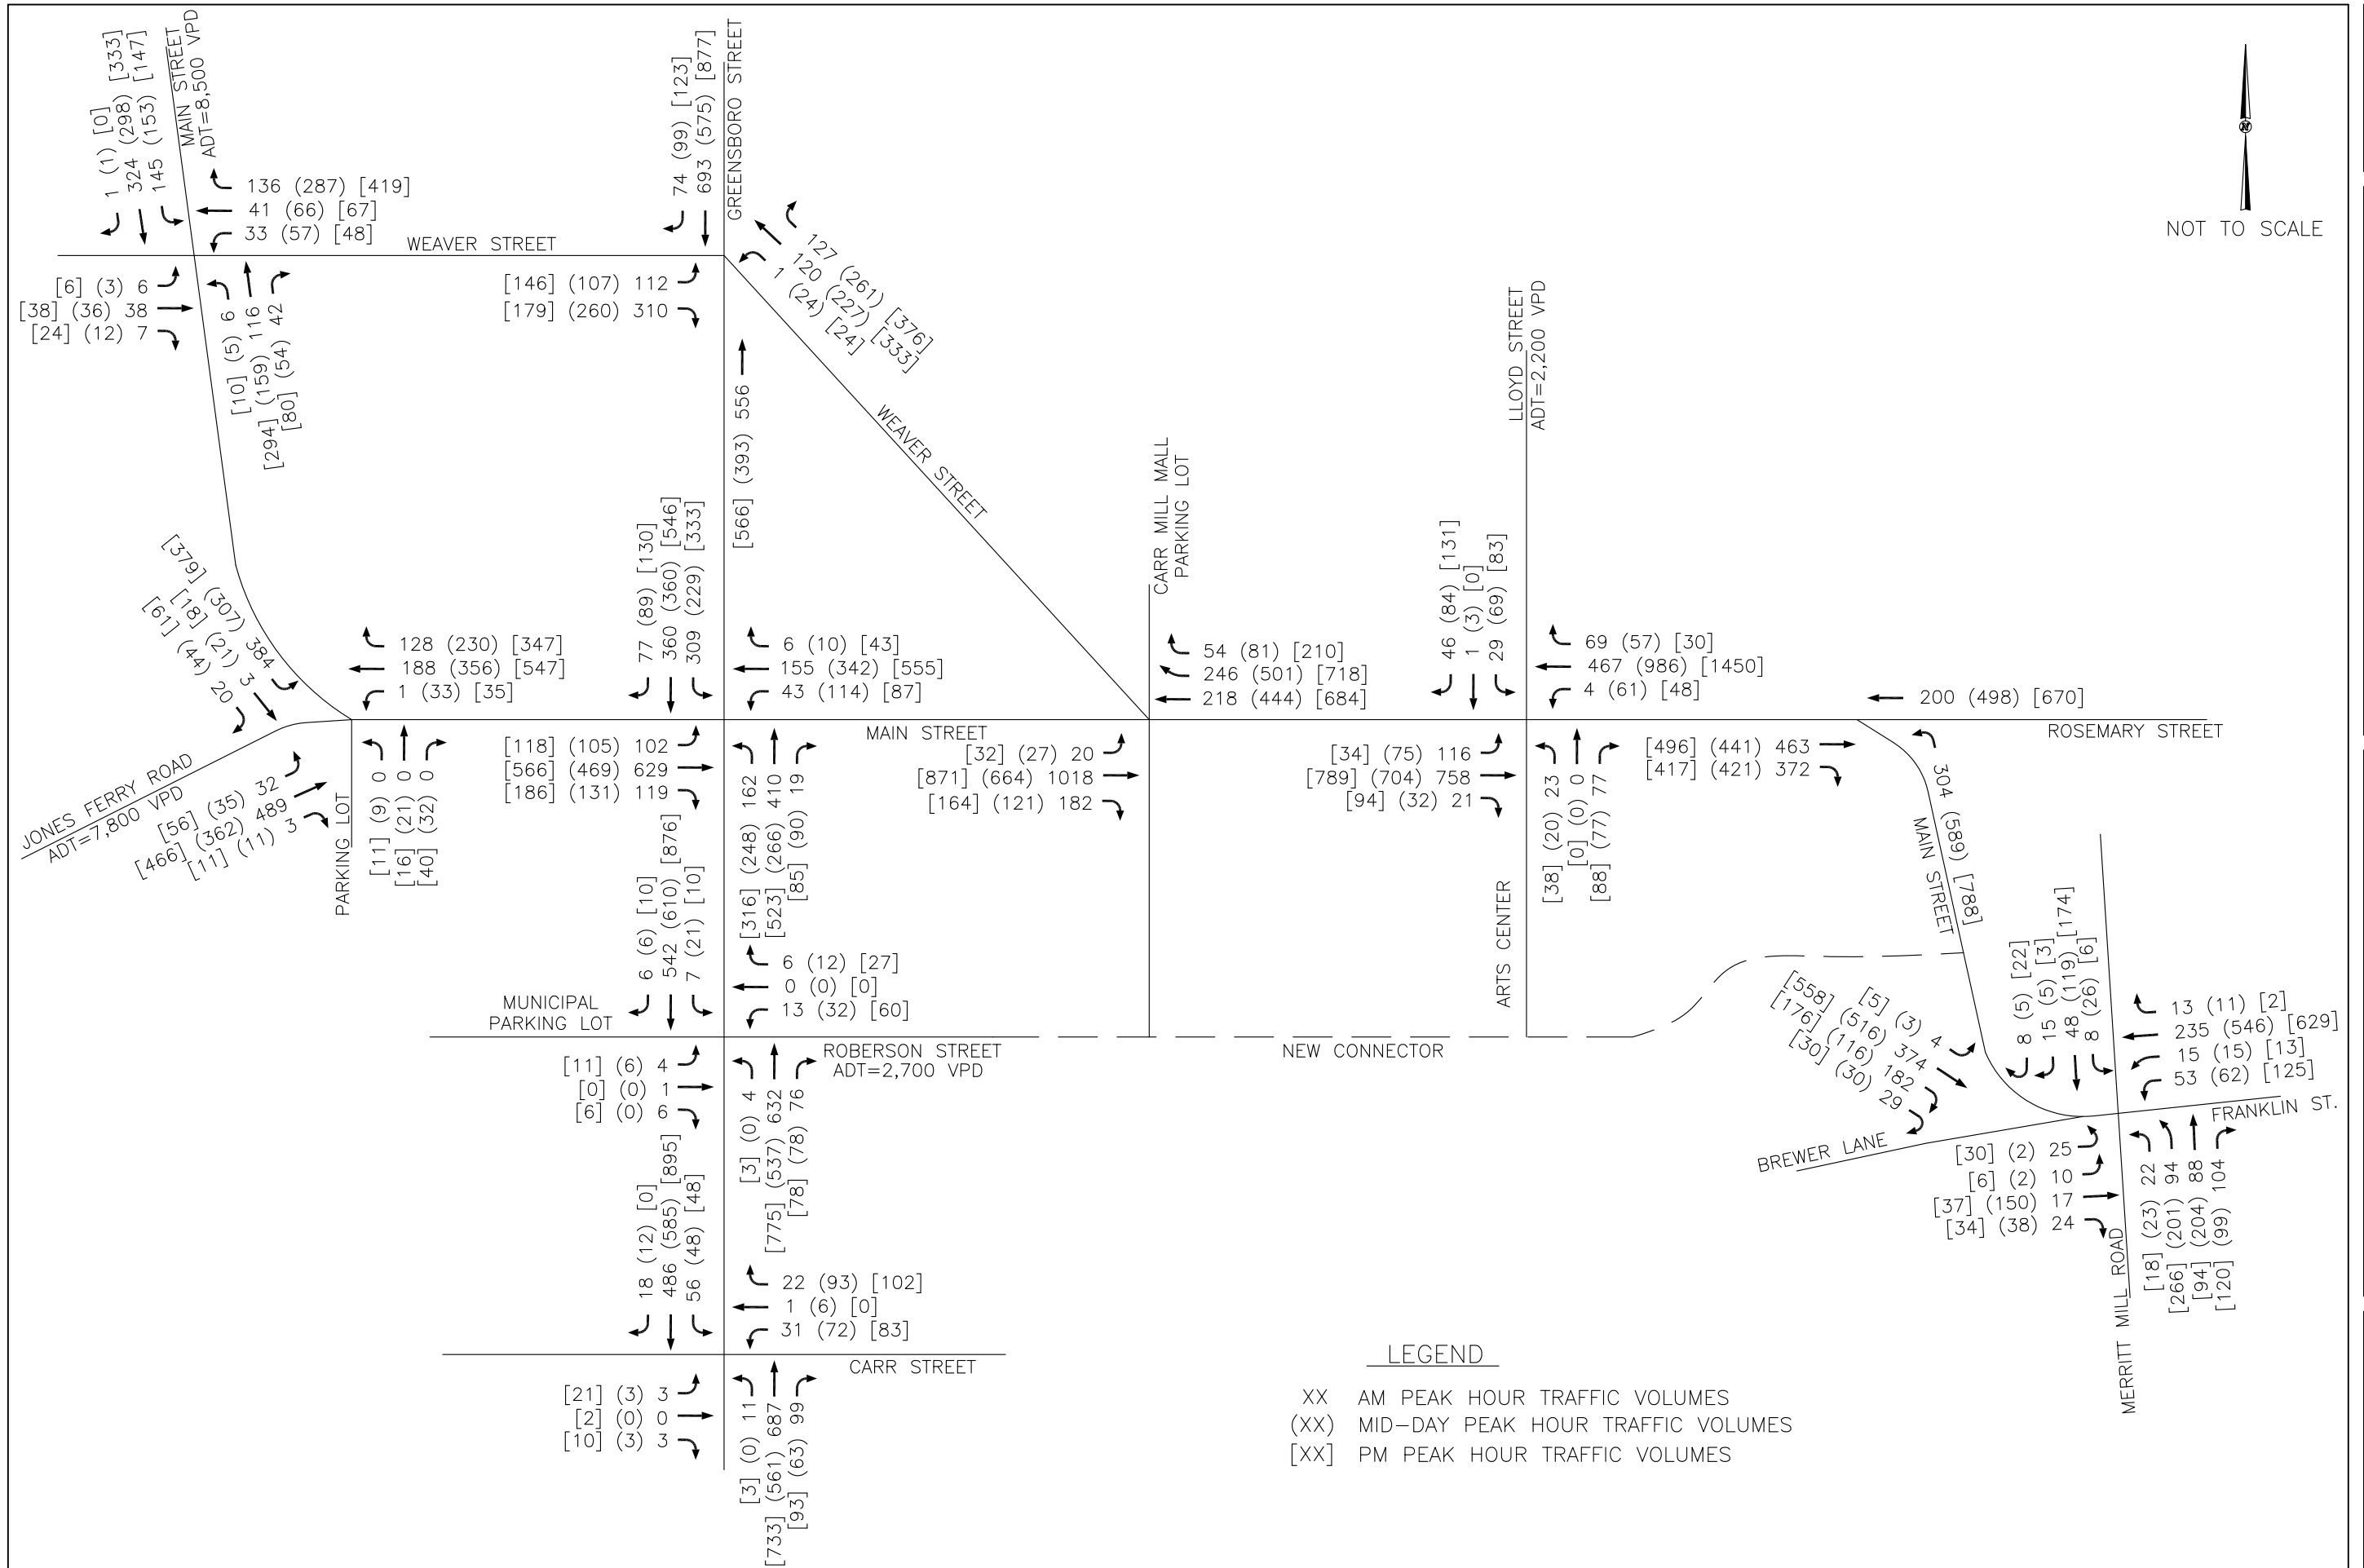 1 (1) [0]
324 (298) [333]
145 (153) [147]
MAIN STREET
ADT=8,500 VPD
136 (287) [419]
41 (66) [67]
33 (57) [48]
WEAVER STREET
[6] (3) 6
[38] (36) 38
[24] (12) 7
[10] (5) 6
[294] (159) 116
[80] (54) 42
74 (99) [123]
693 (575) [877]
GREENSBORO STREET
[146] (107) 112
[179] (260) 310
127 (261) [376]
120 (227) [333]
1 (24) [24]
[566] (393) 556
WEAVER STREET
NOT TO SCALE
LLOYD STREET
ADT=2,200 VPD
CARR MILL MALL
PARKING LOT
[379] (307) 384
[18] (21) 3
[61] (44) 20
128 (230) [347]
188 (356) [547]
1 (33) [35]
JONES FERRY ROAD
ADT=7,800 VPD
[56] (35) 32
[466] (362) 489
[11] (11) 3
PARKING LOT
[11] (9) 0
[16] (21) 0
[40] (32) 0
77 (89) [130]
360 (360) [546]
309 (229) [333]
6 (10) [43]
155 (342) [555]
43 (114) [87]
MAIN STREET
[118] (105) 102
[566] (469) 629
[186] (131) 119
[316] (248) 162
[523] (266) 410
[85] (90) 19
54 (81) [210]
246 (501) [718]
218 (444) [684]
[32] (27) 20
[871] (664) 1018
[164] (121) 182
46 (84) [131]
1 (3) [0]
29 (69) [83]
69 (57) [30]
467 (986) [1450]
4 (61) [48]
[34] (75) 116
[789] (704) 758
[94] (32) 21
[38] (20) 23
[0] (0) 0
[88] (77) 77
ARTS CENTER
200 (498) [670]
ROSEMARY STREET
[496] (441) 463
[417] (421) 372
304 (589) [788]
MAIN STREET
6 (6) [10]
542 (610) [876]
7 (21) [10]
6 (12) [27]
0 (0) [0]
13 (32) [60]
MUNICIPAL
PARKING LOT
ROBERSON STREET
ADT=2,700 VPD
NEW CONNECTOR
[11] (6) 4
[0] (0) 1
[6] (0) 6
[3] (0) 4
[775] (537) 632
[78] (78) 76
[5] (3) 4
[558] (516) 374
[176] (116) 182
[30] (30) 29
8 (5) [22]
15 (5) [3]
48 (119) [174]
8 (26) [6]
13 (11) [2]
235 (546) [629]
15 (15) [13]
53 (62) [125]
FRANKLIN ST.
BREWER LANE
[30] (2) 25
[6] (2) 10
[37] (150) 17
[34] (38) 24
MERRITT MILL ROAD
[18] (23) 22
[266] (201) 94
[94] (204) 88
[120] (99) 104
18 (12) [0]
486 (585) [895]
56 (48) [48]
22 (93) [102]
1 (6) [0]
31 (72) [83]
CARR STREET
[21] (3) 3
[2] (0) 0
[10] (3) 3
[3] (0) 11
[733] (561) 687
[93] (63) 99
LEGEND
XX AM PEAK HOUR TRAFFIC VOLUMES
(XX) MID-DAY PEAK HOUR TRAFFIC VOLUMES
[XX] PM PEAK HOUR TRAFFIC VOLUMES